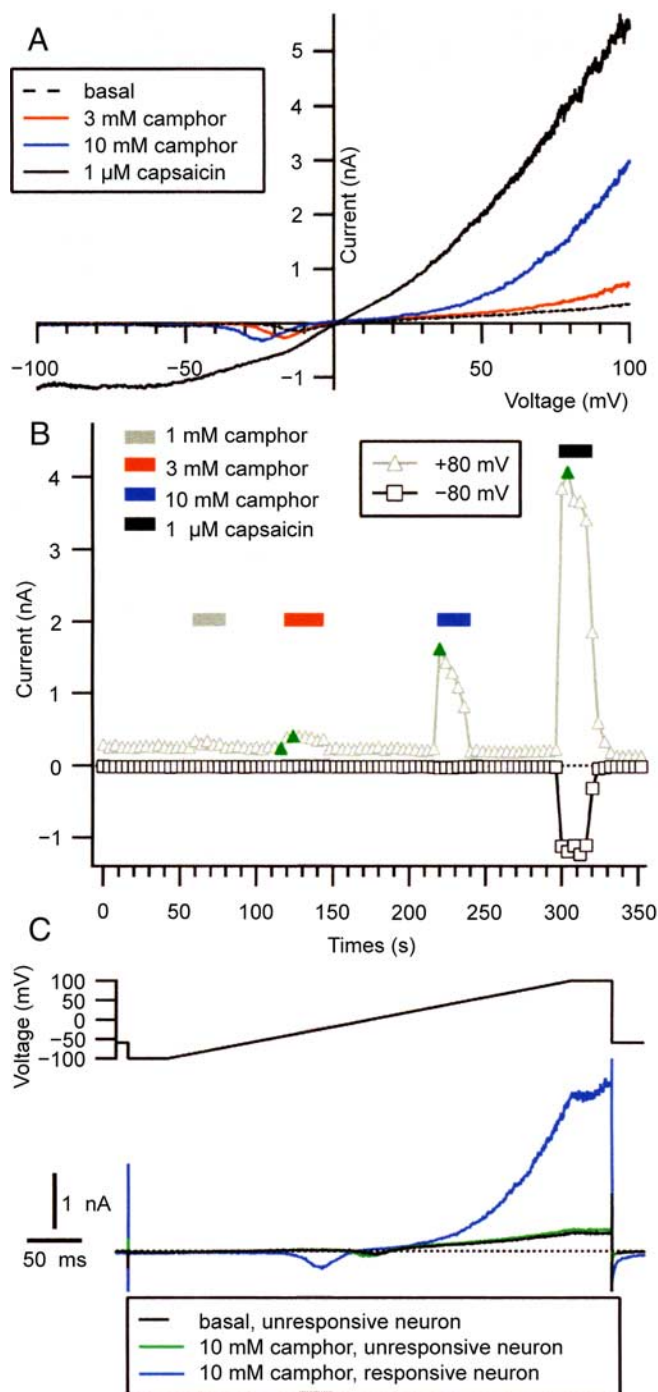 A
basal
3 mM camphor
10 mM camphor
1 µM capsaicin
Current (nA)
5
4
3
2
1
−1
−100
−50
50
100
Voltage (mV)
B
1 mM camphor
3 mM camphor
10 mM camphor
1 µM capsaicin
+80 mV
−80 mV
Current (nA)
4
3
2
1
0
−1
0
50
100
150
200
250
300
350
Times (s)
C
Voltage (mV)
100
50
0
−50
−100
1 nA
50 ms
basal, unresponsive neuron
10 mM camphor, unresponsive neuron
10 mM camphor, responsive neuron